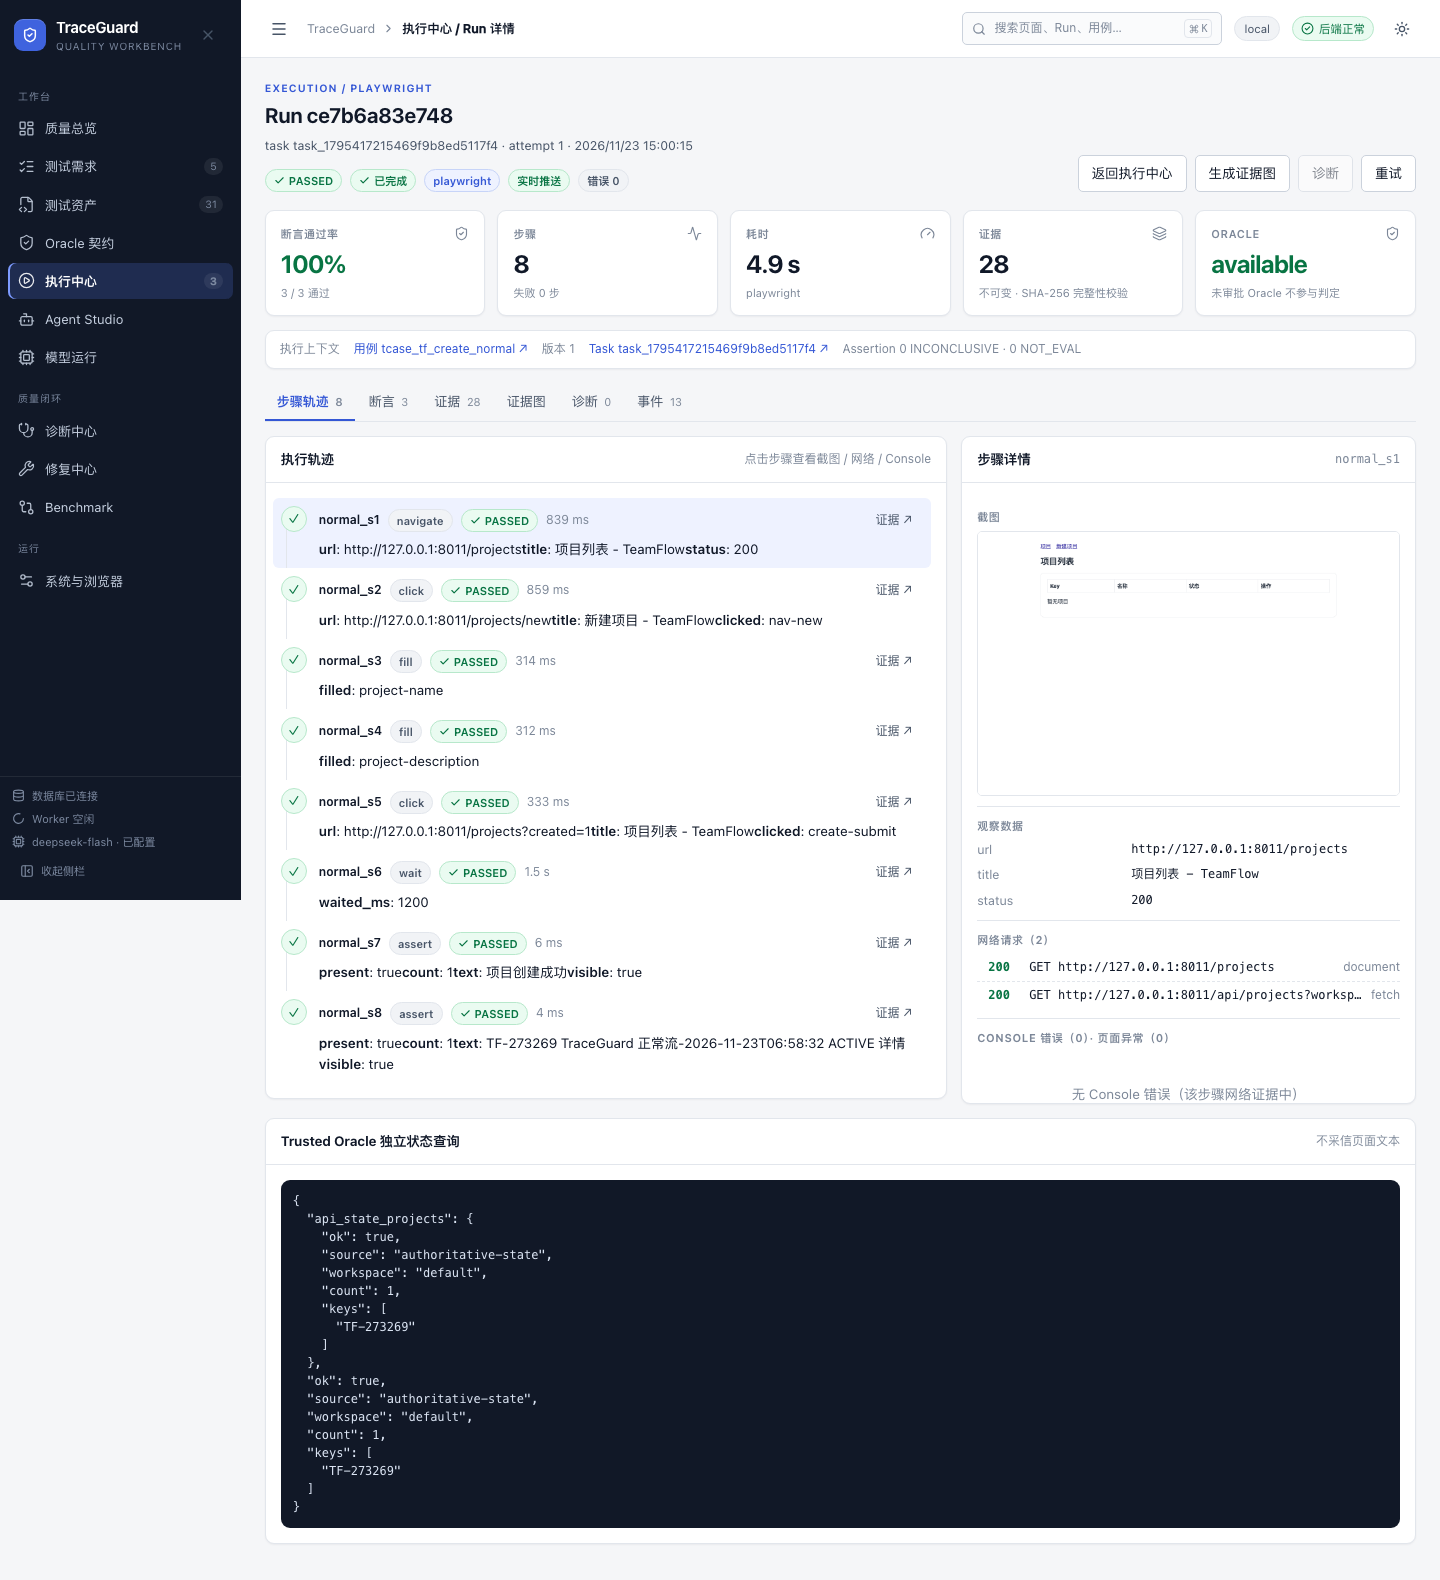 TraceGuard
QUALITY WORKBENCH
工作台
质量总览
测试需求 5
测试资产 31
Oracle 契约
执行中心 3
Agent Studio
模型运行
质量闭环
诊断中心
修复中心
Benchmark
运行
系统与浏览器
数据库已连接
Worker 空闲
deepseek-flash · 已配置
收起侧栏
TraceGuard > 执行中心 / Run 详情
搜索页面、Run、用例... ⌘ K
local
后端正常
EXECUTION / PLAYWRIGHT
Run ce7b6a83e748
task task_1795417215469f9b8ed5117f4 · attempt 1 · 2026/11/23 15:00:15
PASSED 已完成 playwright 实时推送 错误 0
返回执行中心 生成证据图 诊断 重试
断言通过率
100%
3 / 3 通过
步骤
8
失败 0 步
耗时
4.9 s
playwright
证据
28
不可变 · SHA-256 完整性校验
ORACLE
available
未审批 Oracle 不参与判定
执行上下文 用例 tcase_tf_create_normal ↗ 版本 1 Task task_1795417215469f9b8ed5117f4 ↗ Assertion 0 INCONCLUSIVE · 0 NOT_EVAL
步骤轨迹 8 断言 3 证据 28 证据图 诊断 0 事件 13
执行轨迹 点击步骤查看截图 / 网络 / Console
normal_s1 navigate PASSED 839 ms 证据 ↗
url: http://127.0.0.1:8011/projectstitle: 项目列表 - TeamFlowstatus: 200
normal_s2 click PASSED 859 ms 证据 ↗
url: http://127.0.0.1:8011/projects/newtitle: 新建项目 - TeamFlowclicked: nav-new
normal_s3 fill PASSED 314 ms 证据 ↗
filled: project-name
normal_s4 fill PASSED 312 ms 证据 ↗
filled: project-description
normal_s5 click PASSED 333 ms 证据 ↗
url: http://127.0.0.1:8011/projects?created=1title: 项目列表 - TeamFlowclicked: create-submit
normal_s6 wait PASSED 1.5 s 证据 ↗
waited_ms: 1200
normal_s7 assert PASSED 6 ms 证据 ↗
present: truecount: 1text: 项目创建成功visible: true
normal_s8 assert PASSED 4 ms 证据 ↗
present: truecount: 1text: TF-273269 TraceGuard 正常流-2026-11-23T06:58:32 ACTIVE 详情
visible: true
步骤详情 normal_s1
截图
项目 新建项目
项目列表
Key 名称 状态 操作
暂无项目
观察数据
url http://127.0.0.1:8011/projects
title 项目列表 - TeamFlow
status 200
网络请求（2）
200 GET http://127.0.0.1:8011/projects document
200 GET http://127.0.0.1:8011/api/projects?worksp… fetch
CONSOLE 错误（0）· 页面异常（0）
无 Console 错误（该步骤网络证据中）
Trusted Oracle 独立状态查询 不采信页面文本
{
"api_state_projects": {
"ok": true,
"source": "authoritative-state",
"workspace": "default",
"count": 1,
"keys": [
"TF-273269"
]
},
"ok": true,
"source": "authoritative-state",
"workspace": "default",
"count": 1,
"keys": [
"TF-273269"
]
}